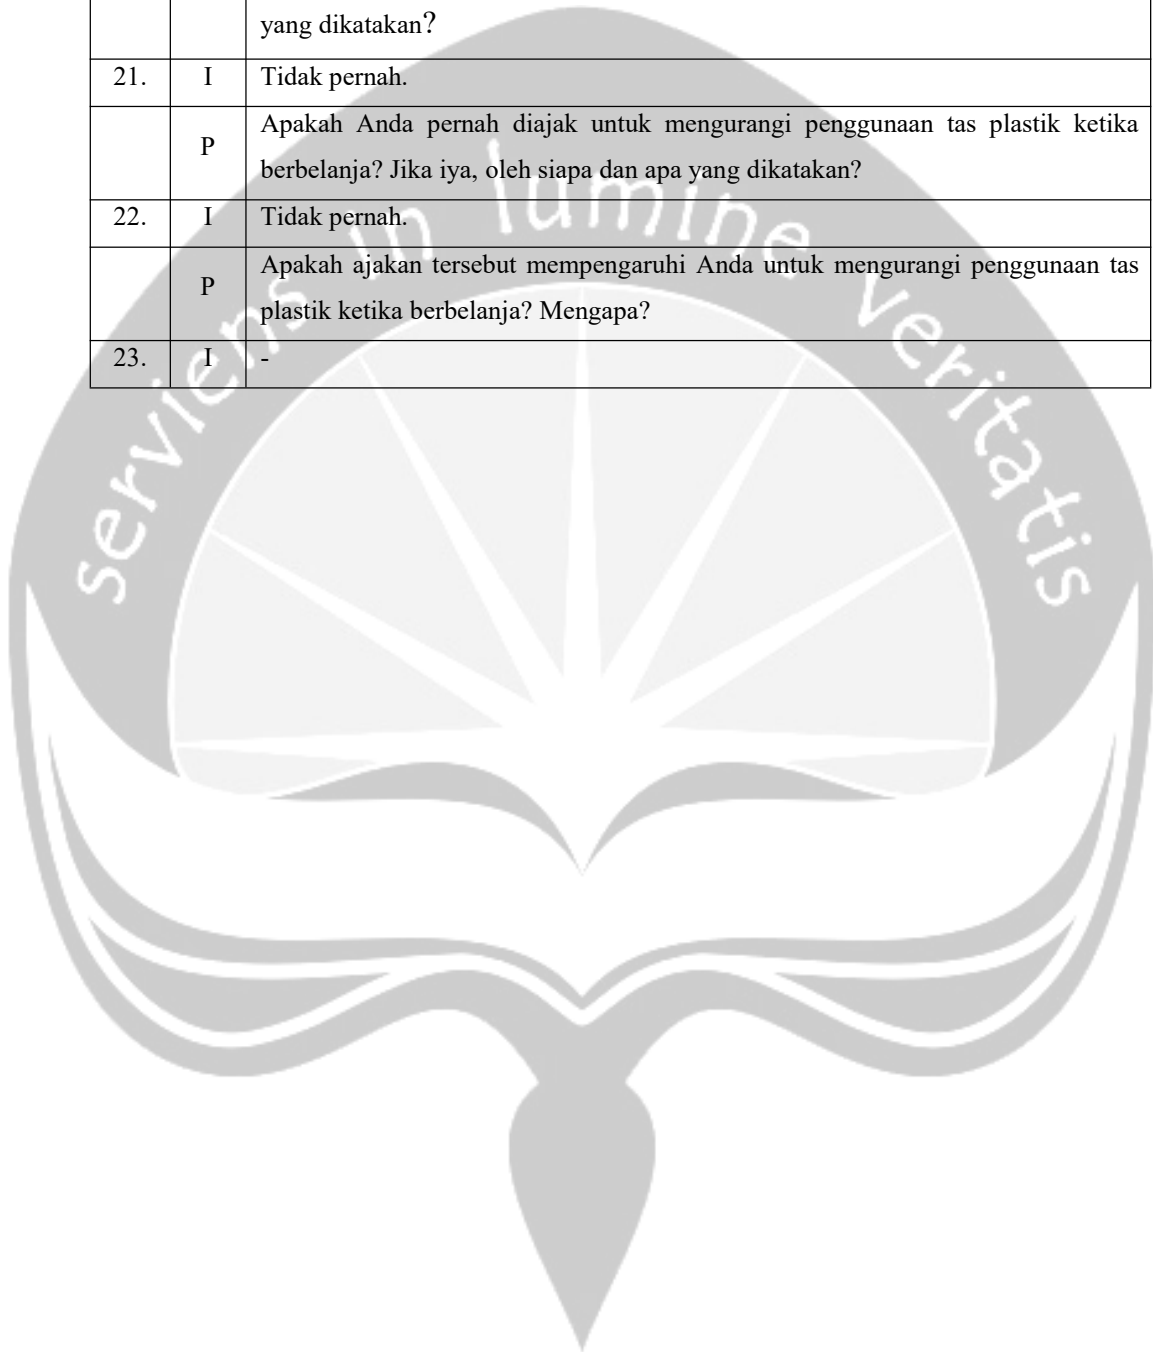 yang dikatakan?
21. I Tidak pernah.
P Apakah Anda pernah diajak untuk mengurangi penggunaan tas plastik ketika
berbelanja? Jika iya, oleh siapa dan apa yang dikatakan?
22. I Tidak pernah.
P Apakah ajakan tersebut mempengaruhi Anda untuk mengurangi penggunaan tas
plastik ketika berbelanja? Mengapa?
23. I -
serviens in lumine veritatis